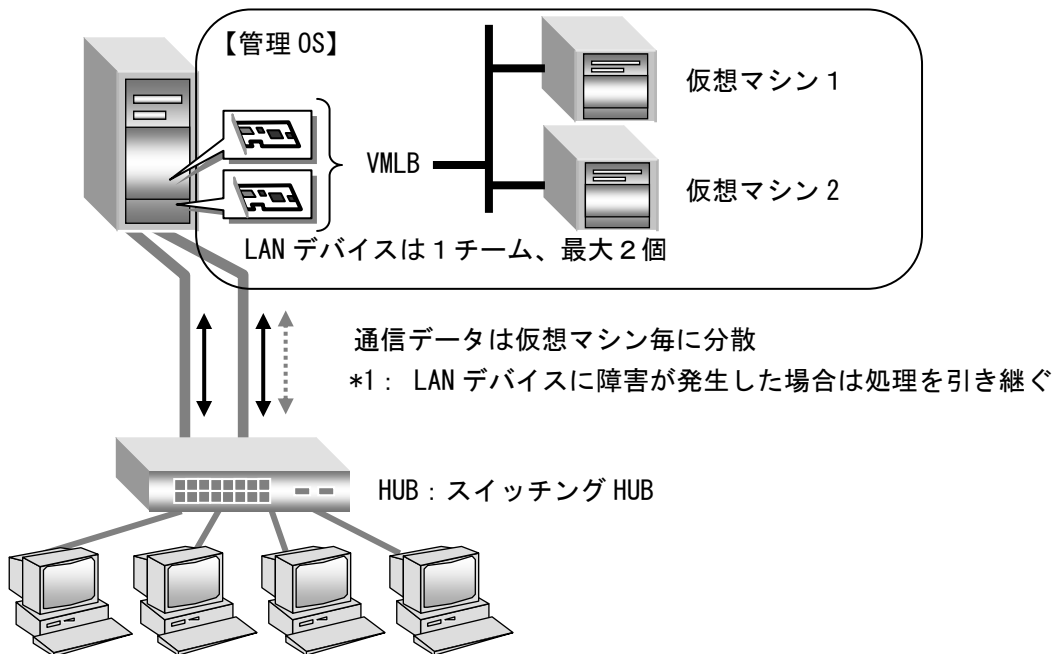 【管理 OS】
仮想マシン 1
VMLB
仮想マシン 2
LAN デバイスは１チーム、最大２個
通信データは仮想マシン毎に分散
*1： LAN デバイスに障害が発生した場合は処理を引き継ぐ
HUB：スイッチング HUB